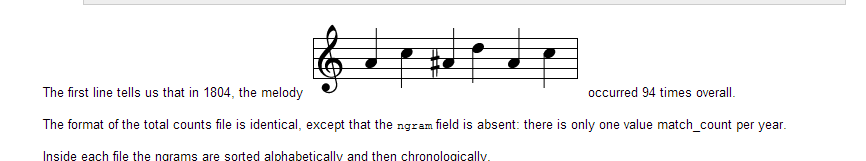 The first line tells us that in 1804, the melody occurred 94 times overall.
The format of the total counts file is identical, except that the ngram field is absent: there is only one value match_count per year.
Inside each file the ngrams are sorted alphabetically and then chronologically.